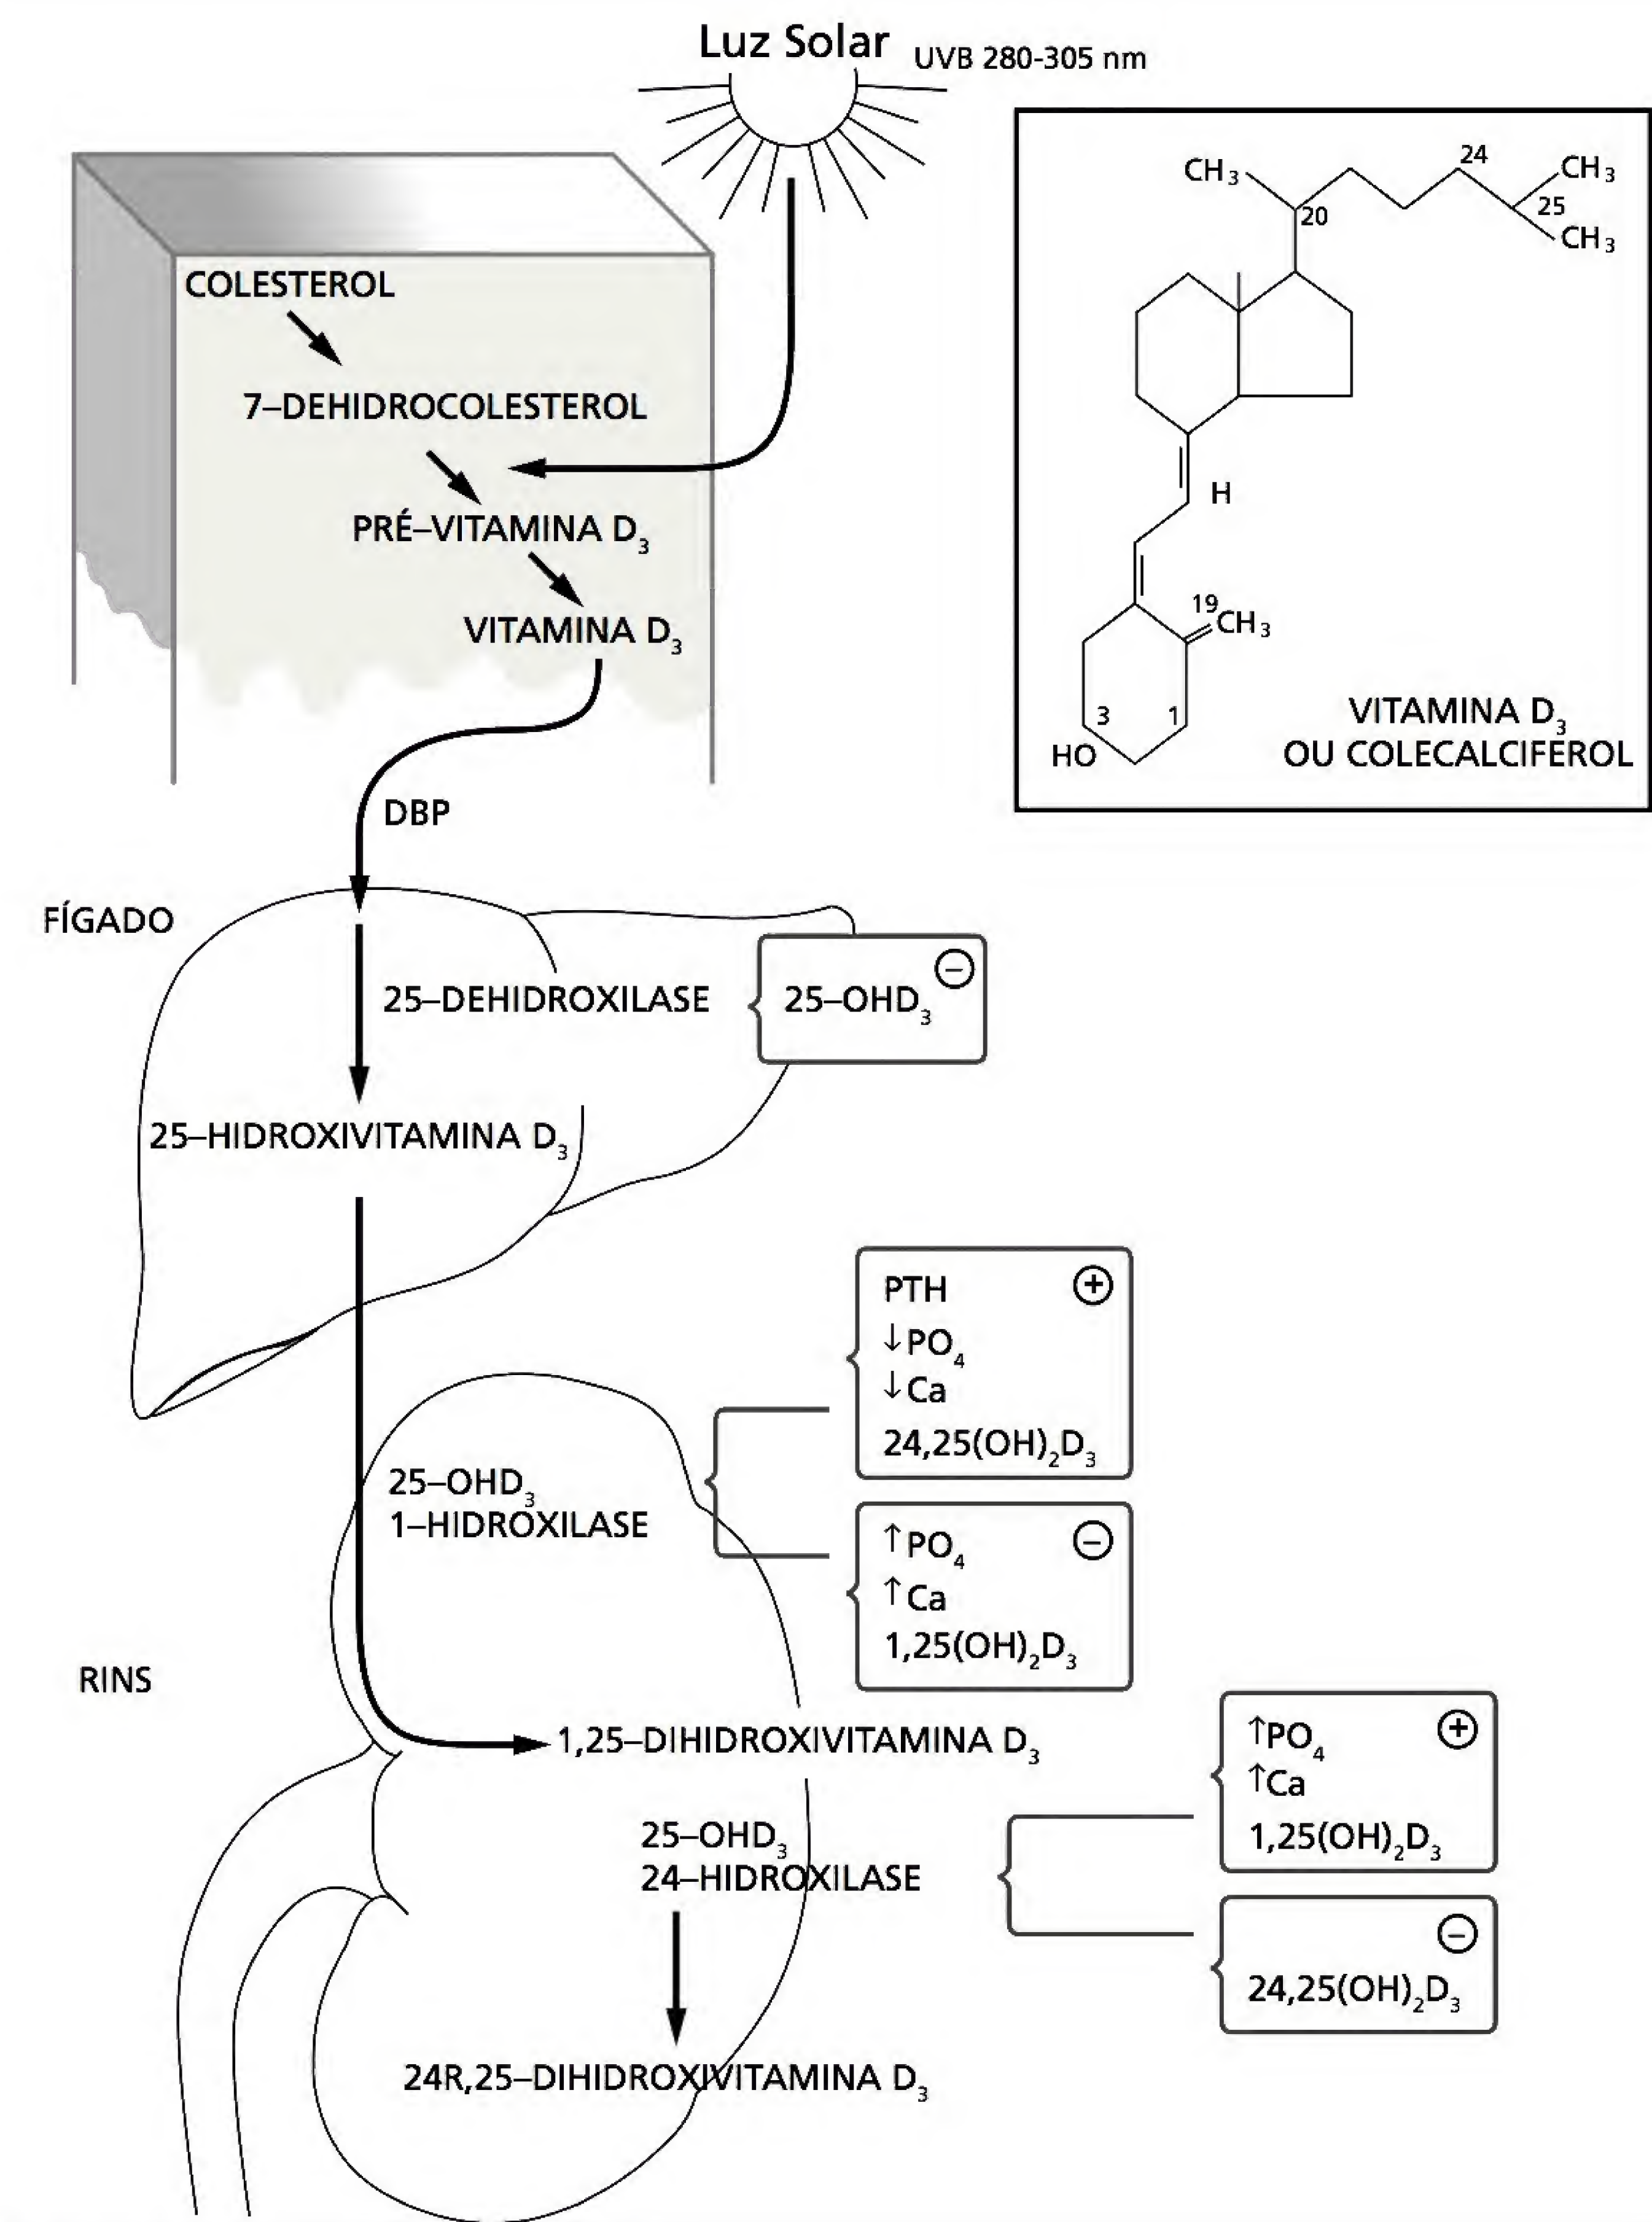 Luz Solar UVB 280-305 nm
COLESTEROL
7–DEHIDROCOLESTEROL
PRÉ–VITAMINA D₃
VITAMINA D₃
DBP
CH₃
20
24
25
CH₃
CH₃
H
19
CH₃
3
1
HO
VITAMINA D₃
OU COLECALCIFEROL
FÍGADO
25–DEHIDROXILASE
25–OHD₃
−
25–HIDROXIVITAMINA D₃
PTH +
↓PO₄
↓Ca
24,25(OH)₂D₃
25–OHD₃
1–HIDROXILASE
↑PO₄ −
↑Ca
1,25(OH)₂D₃
RINS
1,25–DIHIDROXIVITAMINA D₃
↑PO₄ +
↑Ca
1,25(OH)₂D₃
25–OHD₃
24–HIDROXILASE
−
24,25(OH)₂D₃
24R,25–DIHIDROXIVITAMINA D₃